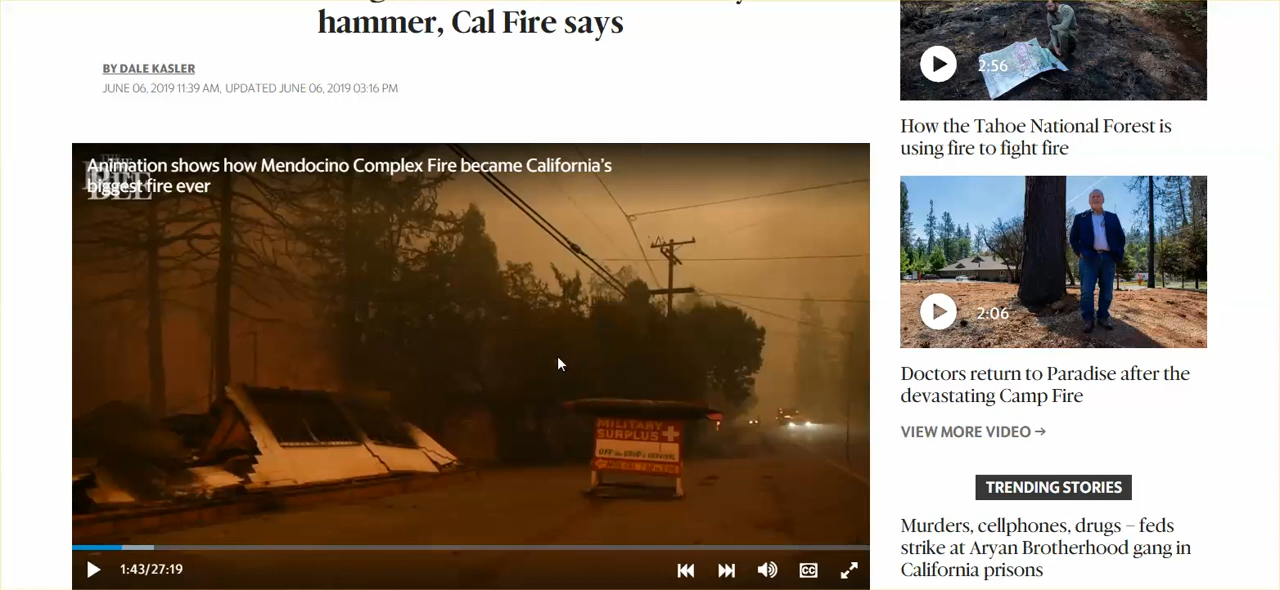 hammer, Cal Fire says
BY DALE KASLER
JUNE 06, 2019 11:39 AM, UPDATED JUNE 06, 2019 03:16 PM
Animation shows how Mendocino Complex Fire became California's
biggest fire ever
BEE
MILITARY
SURPLUS
1:43/27:19
CC
2:56
How the Tahoe National Forest is
using fire to fight fire
2:06
Doctors return to Paradise after the
devastating Camp Fire
VIEW MORE VIDEO →
TRENDING STORIES
Murders, cellphones, drugs – feds
strike at Aryan Brotherhood gang in
California prisons